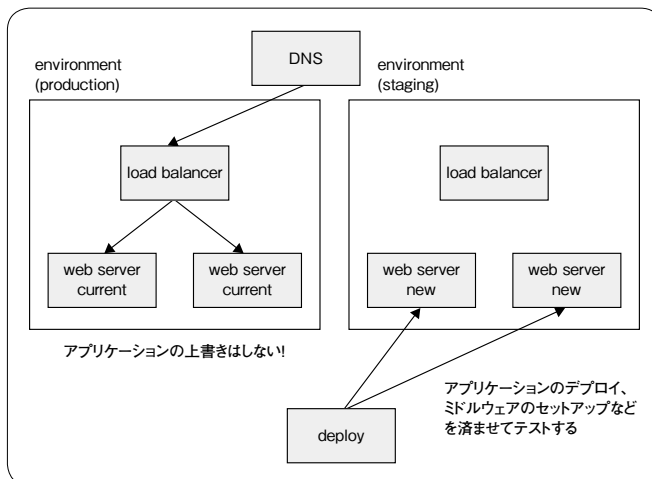 DNS
environment
(production)
environment
(staging)
load balancer
load balancer
web server
current
web server
current
web server
new
web server
new
アプリケーションの上書きはしない!
アプリケーションのデプロイ、
ミドルウェアのセットアップなど
を済ませてテストする
deploy